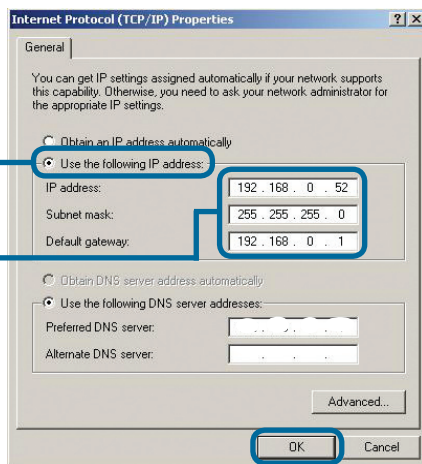 Internet Protocol (TCP/IP) Properties
General
You can get IP settings assigned automatically if your network supports
this capability. Otherwise, you need to ask your network administrator for
the appropriate IP settings.
Obtain an IP address automatically
Use the following IP address:
IP address: 192 . 168 . 0 . 52
Subnet mask: 255 . 255 . 255 . 0
Default gateway: 192 . 168 . 0 . 1
Obtain DNS server address automatically
Use the following DNS server addresses:
Preferred DNS server:
Alternate DNS server:
Advanced...
OK Cancel